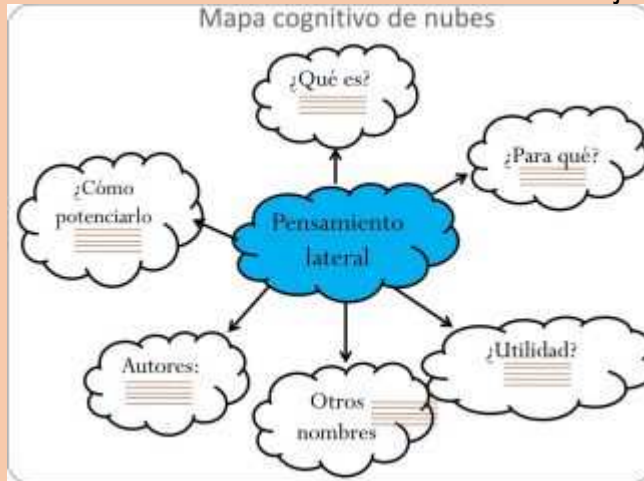 Mapa cognitivo de nubes
¿Qué es?
¿Para qué?
¿Cómo
potenciarlo
Pensamiento
lateral
¿Utilidad?
Autores:
Otros
nombres